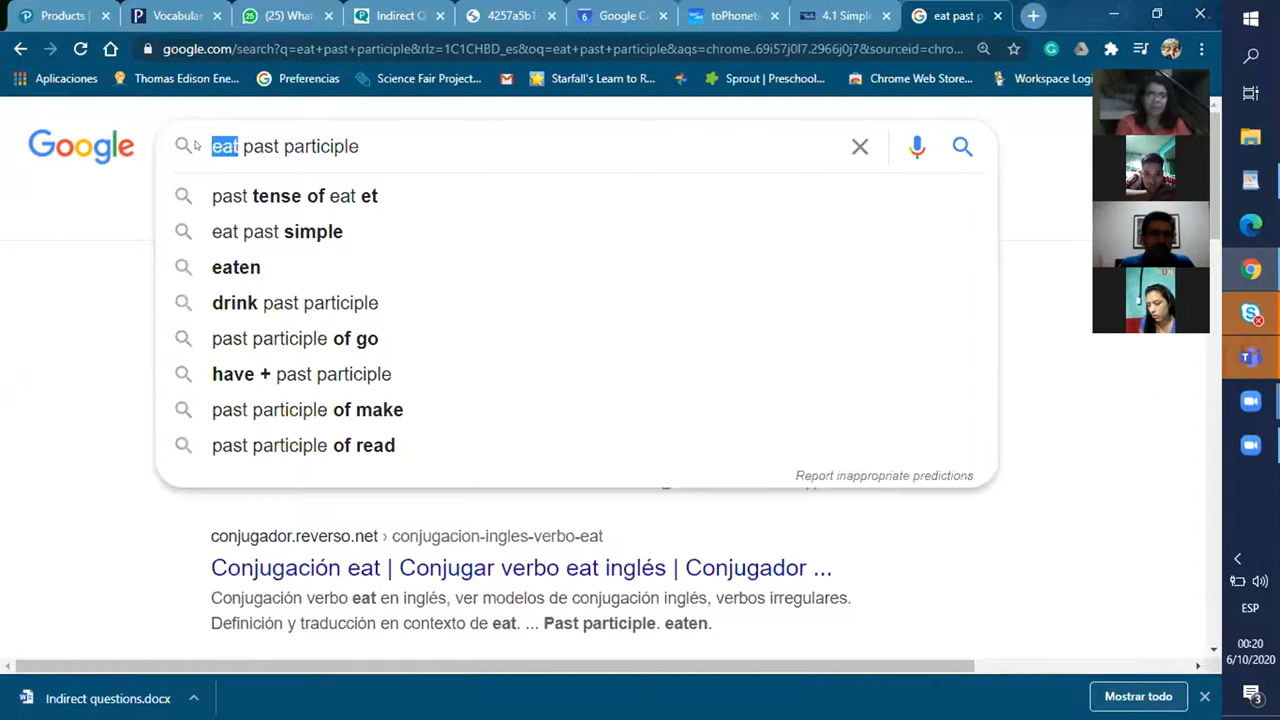 Products |
Vocabular
(25) What
Indirect Q
4257a5b1-
Google Ca
toPhonet
4.1 Simple
eat past p
google.com/search?q=eat+past+participle&rlz=1C1CHBD_es&oq=eat+past+participle&aqs=chrome..69i57j0l7.2966j0j7&sourceid=chro...
Aplicaciones
Thomas Edison Ene...
Preferencias
Science Fair Project...
Starfall's Learn to R...
Sprout | Preschool...
Chrome Web Store...
Workspace Logi
Google
eat past participle
past tense of eat et
eat past simple
eaten
drink past participle
past participle of go
have + past participle
past participle of make
past participle of read
Report inappropriate predictions
conjugador.reverso.net › conjugacion-ingles-verbo-eat
Conjugación eat | Conjugar verbo eat inglés | Conjugador ...
Conjugación verbo eat en inglés, ver modelos de conjugación inglés, verbos irregulares.
Definición y traducción en contexto de eat. ... Past participle. eaten.
ESP
00:20
6/10/2020
3
Indirect questions.docx
Mostrar todo